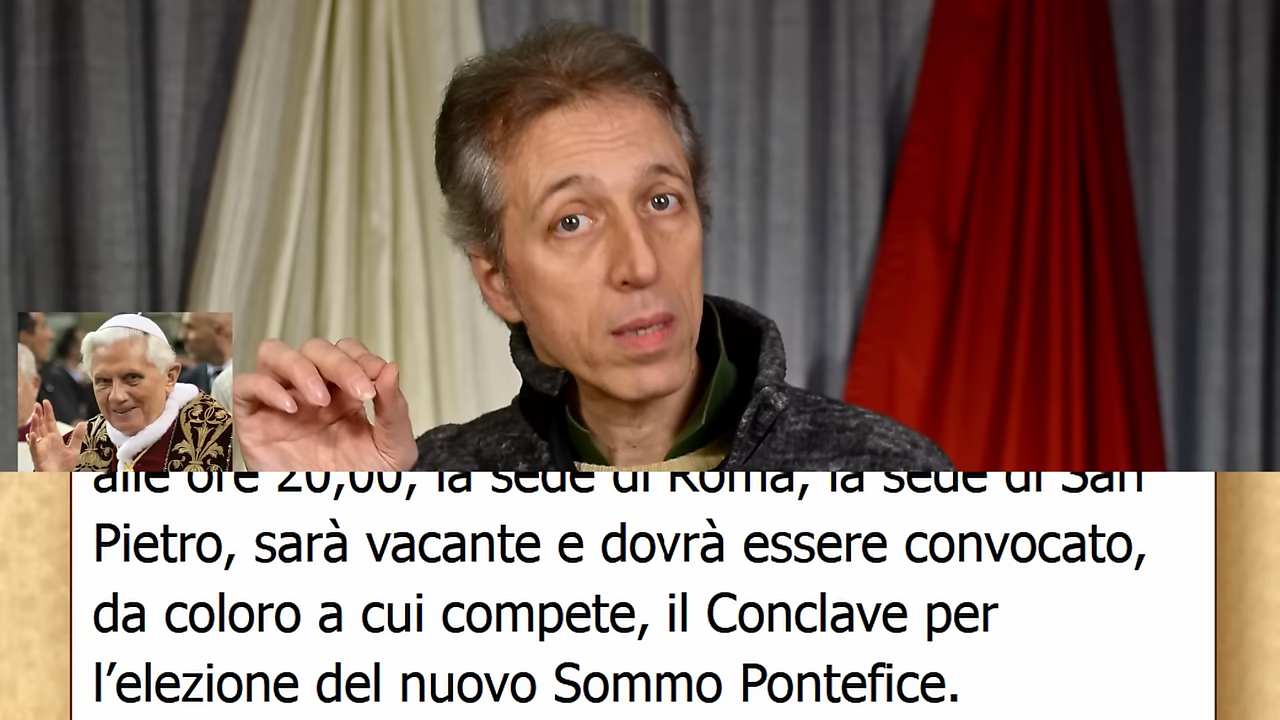 alle ore 20,00, la sede di Roma, la sede di San
Pietro, sarà vacante e dovrà essere convocato,
da coloro a cui compete, il Conclave per
l’elezione del nuovo Sommo Pontefice.